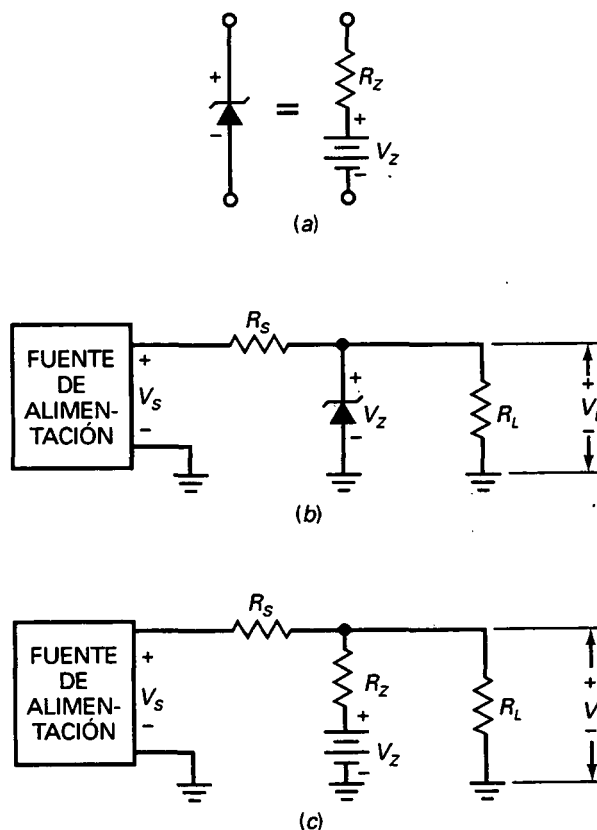 +
-
=
R_Z
+
V_Z
-
(a)
R_S
FUENTE
DE
ALIMEN-
TACIÓN
+
V_S
-
+
V_Z
-
R_L
+
V
-
(b)
R_S
FUENTE
DE
ALIMEN-
TACIÓN
+
V_S
-
R_Z
+
V_Z
-
R_L
+
V
-
(c)